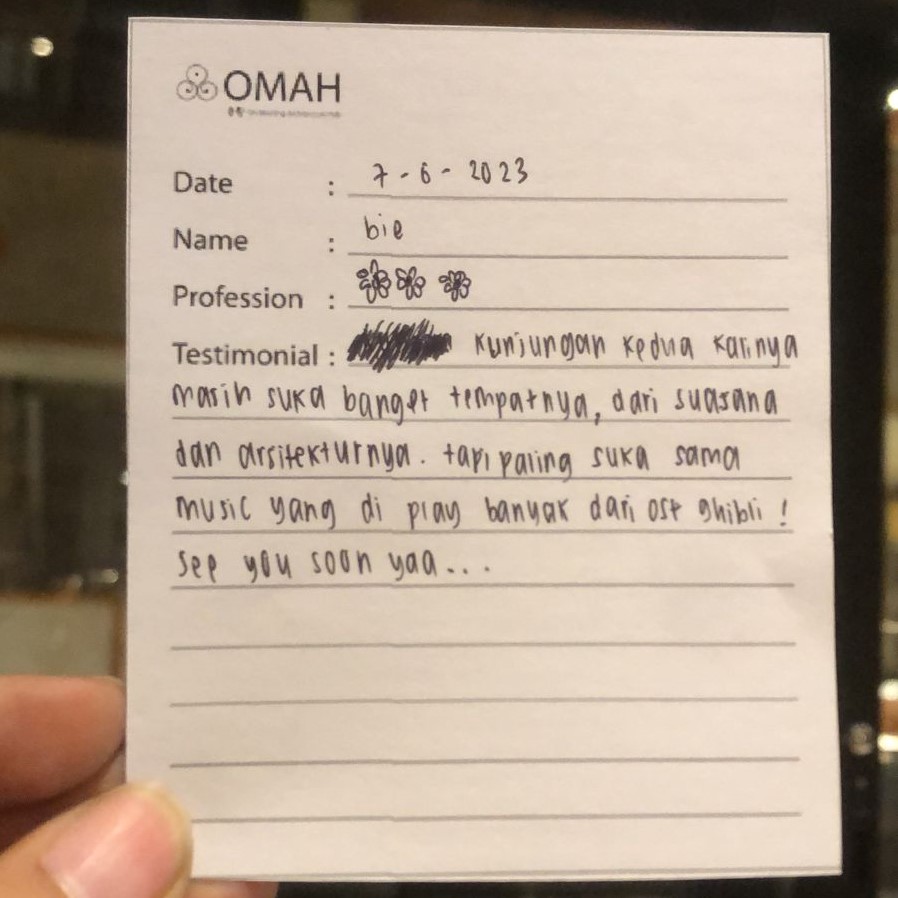 OMAH
Date : 7 - 6 - 2023
Name : bie
Profession :
Testimonial : kunjungan kedua kalinya
masih suka banget tempatnya, dari suasana
dan arsitekturnya. tapi paling suka sama
music yang di play banyak dari ost ghibli !
see you soon yaa...